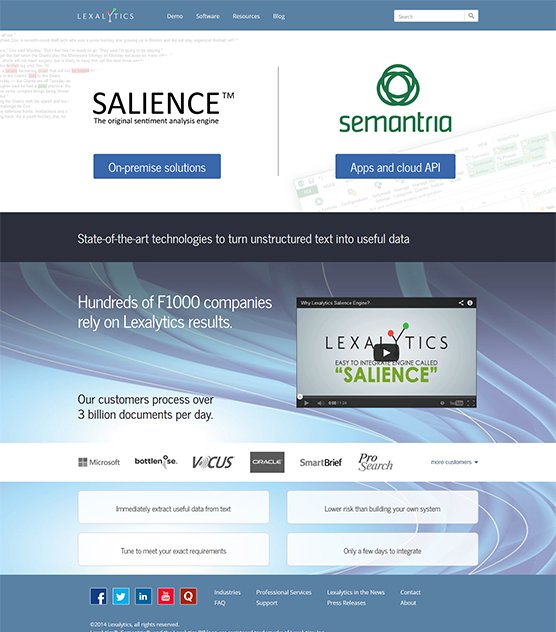 LEXALYTICS
Demo
Software
Resources
Blog
Search
SALIENCE™
The original sentiment analysis engine
semantria
On-premise solutions
Apps and cloud API
State-of-the-art technologies to turn unstructured text into useful data
Hundreds of F1000 companies
rely on Lexalytics results.
Why Lexalytics Salience Engine?
LEXALYTICS
EASY TO INTEGRATE ENGINE CALLED
"SALIENCE"
0:00 / 1:24
YouTube
Our customers process over
3 billion documents per day.
Microsoft
bottlenose.
VOCUS
ORACLE
SmartBrief
Pro
Search
more customers
Immediately extract useful data from text
Lower risk than building your own system
Tune to meet your exact requirements
Only a few days to integrate
Industries
Professional Services
Lexalytics in the News
Contact
FAQ
Support
Press Releases
About
©2014 Lexalytics, all rights reserved.